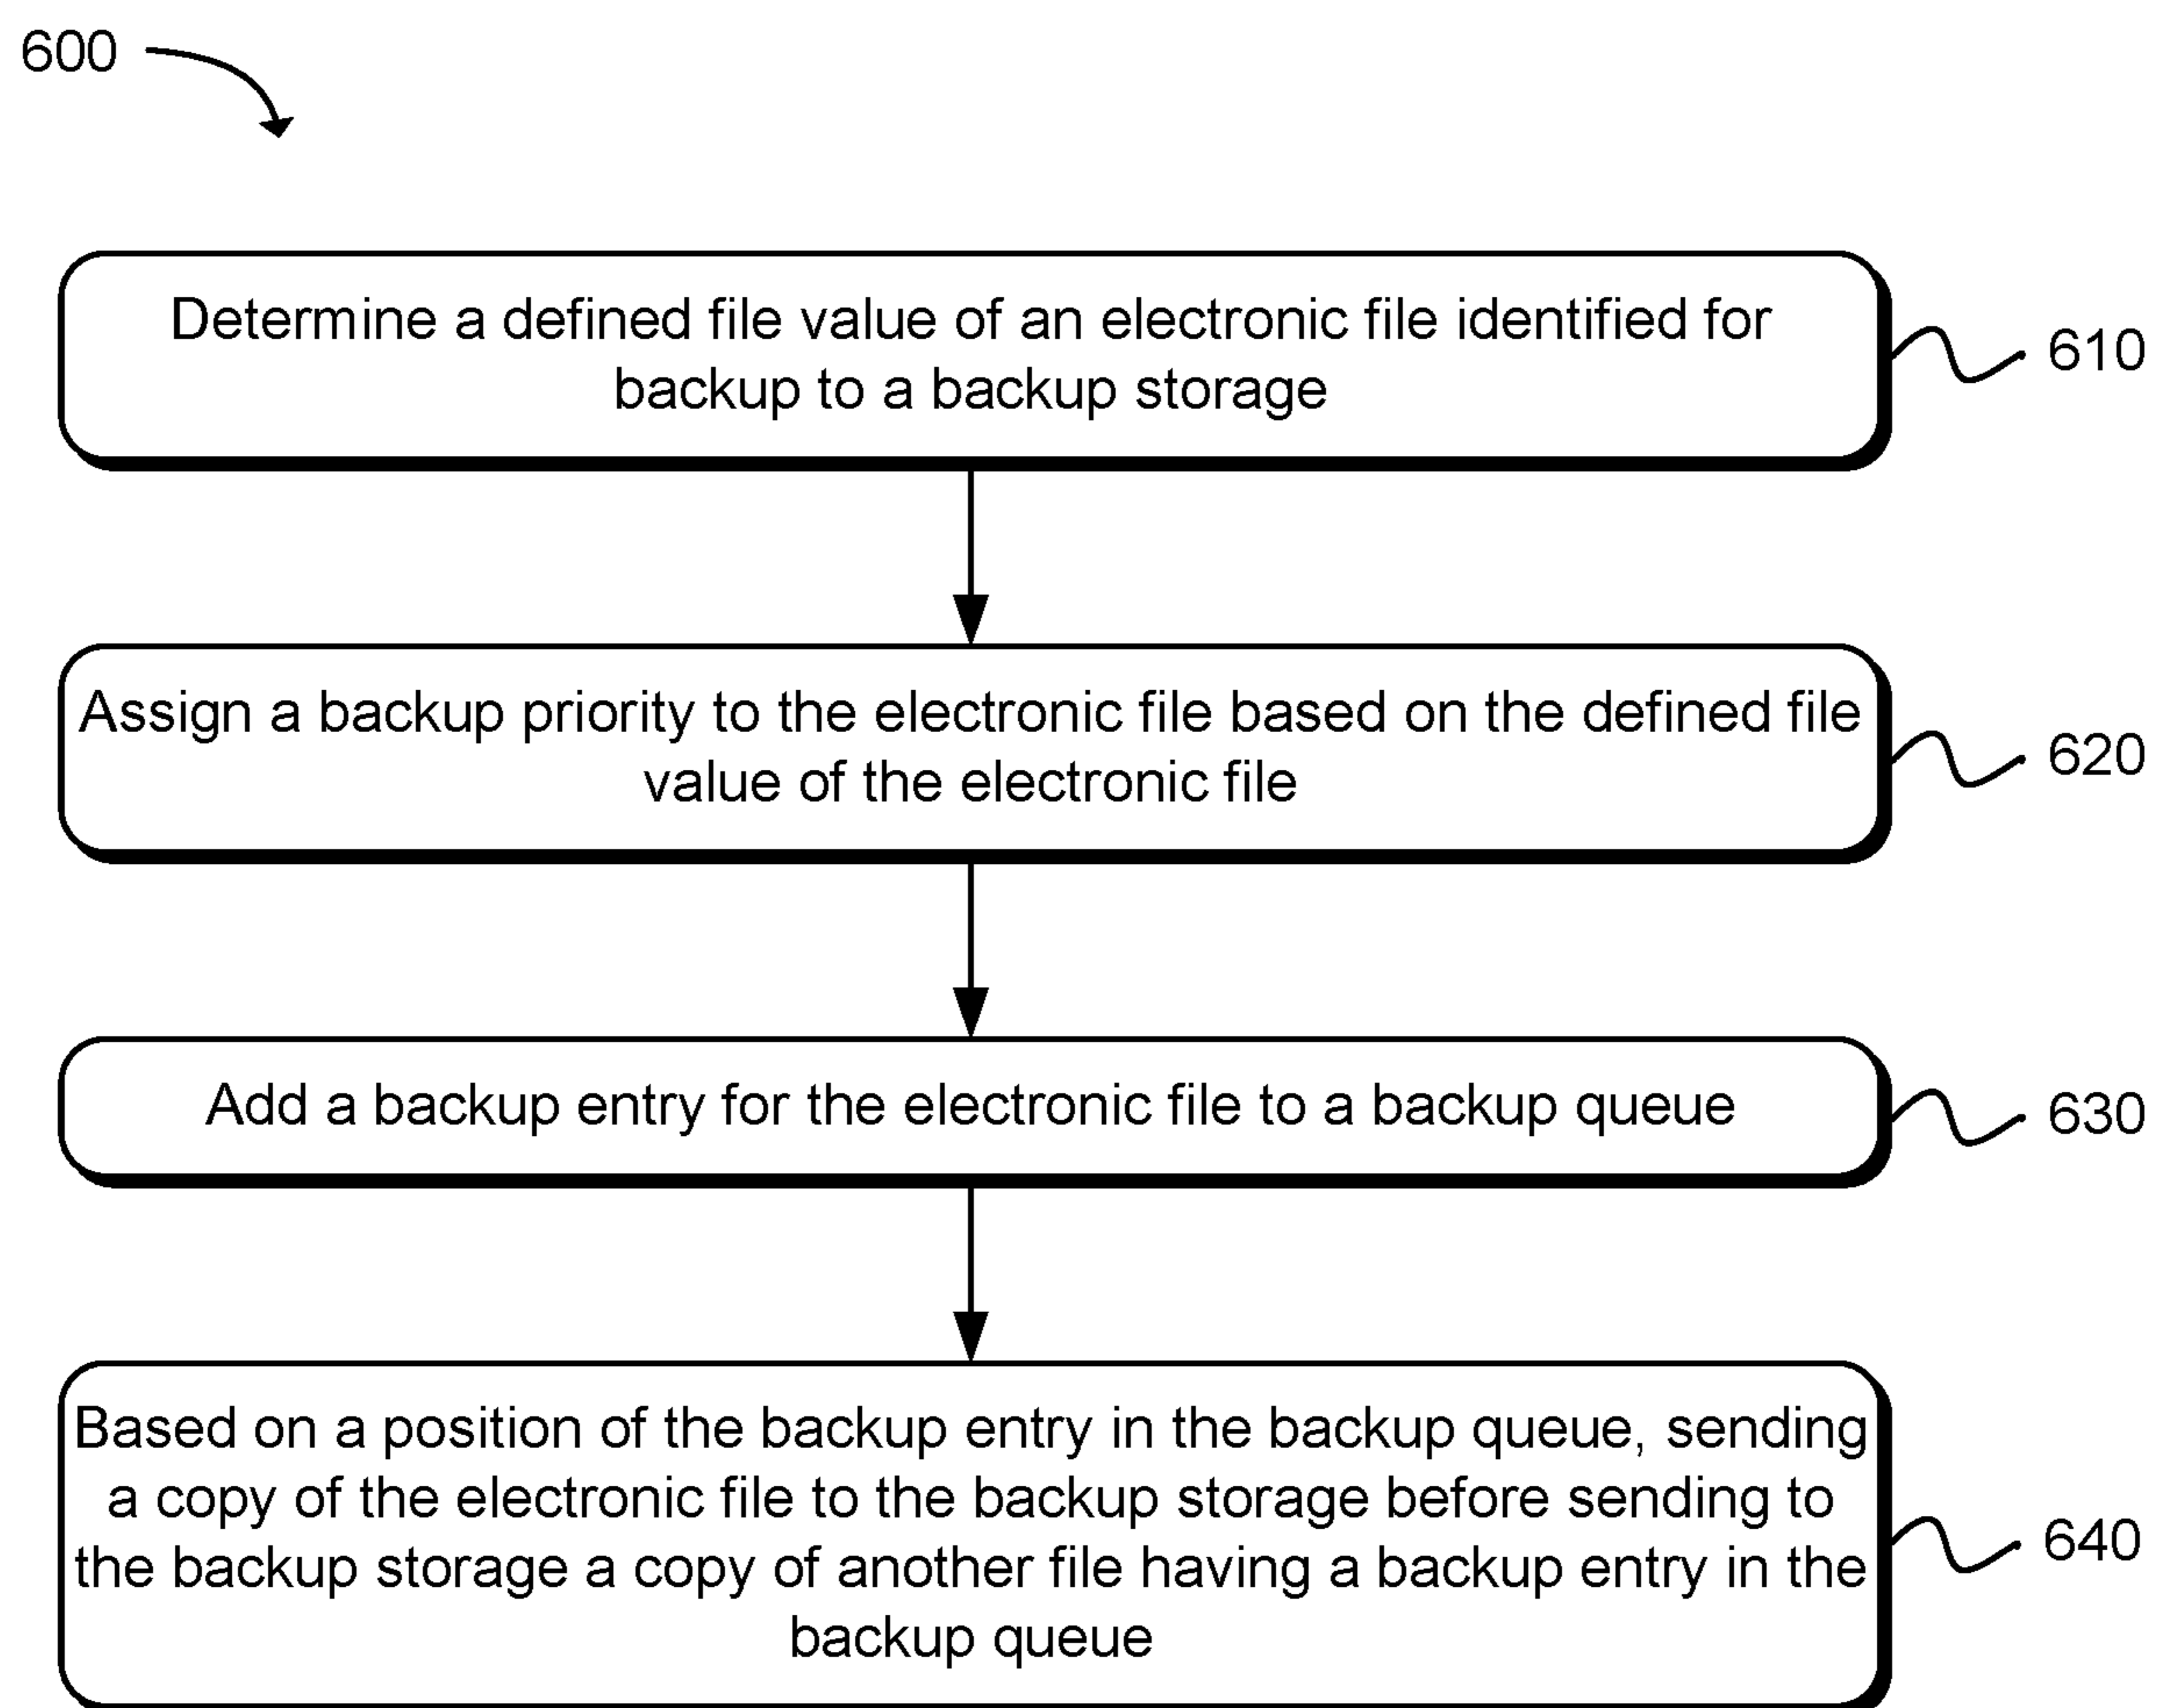 600
Determine a defined file value of an electronic file identified for
backup to a backup storage
610
Assign a backup priority to the electronic file based on the defined file
value of the electronic file
620
Add a backup entry for the electronic file to a backup queue
630
Based on a position of the backup entry in the backup queue, sending
a copy of the electronic file to the backup storage before sending to
the backup storage a copy of another file having a backup entry in the
backup queue
640